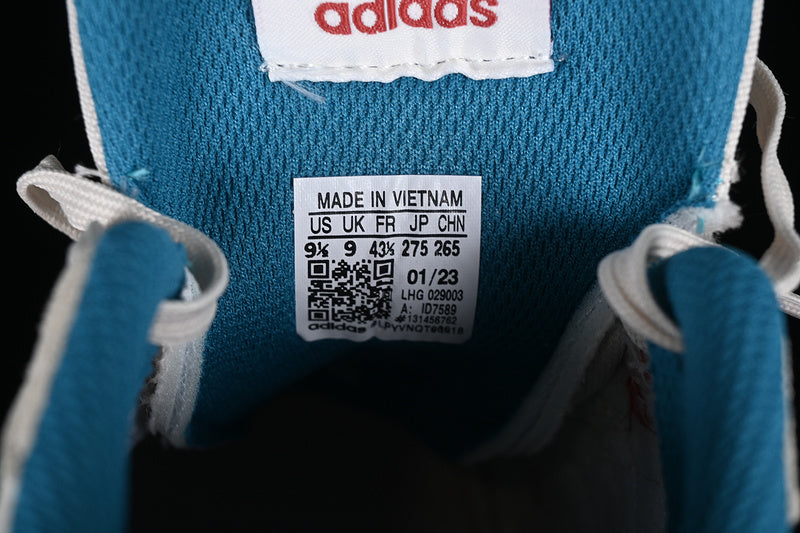 adidas
MADE IN VIETNAM
US UK FR JP CHN
9½ 9 43⅓ 275 265
01/23
LHG 029003
A: ID7589
#131456762
adidas